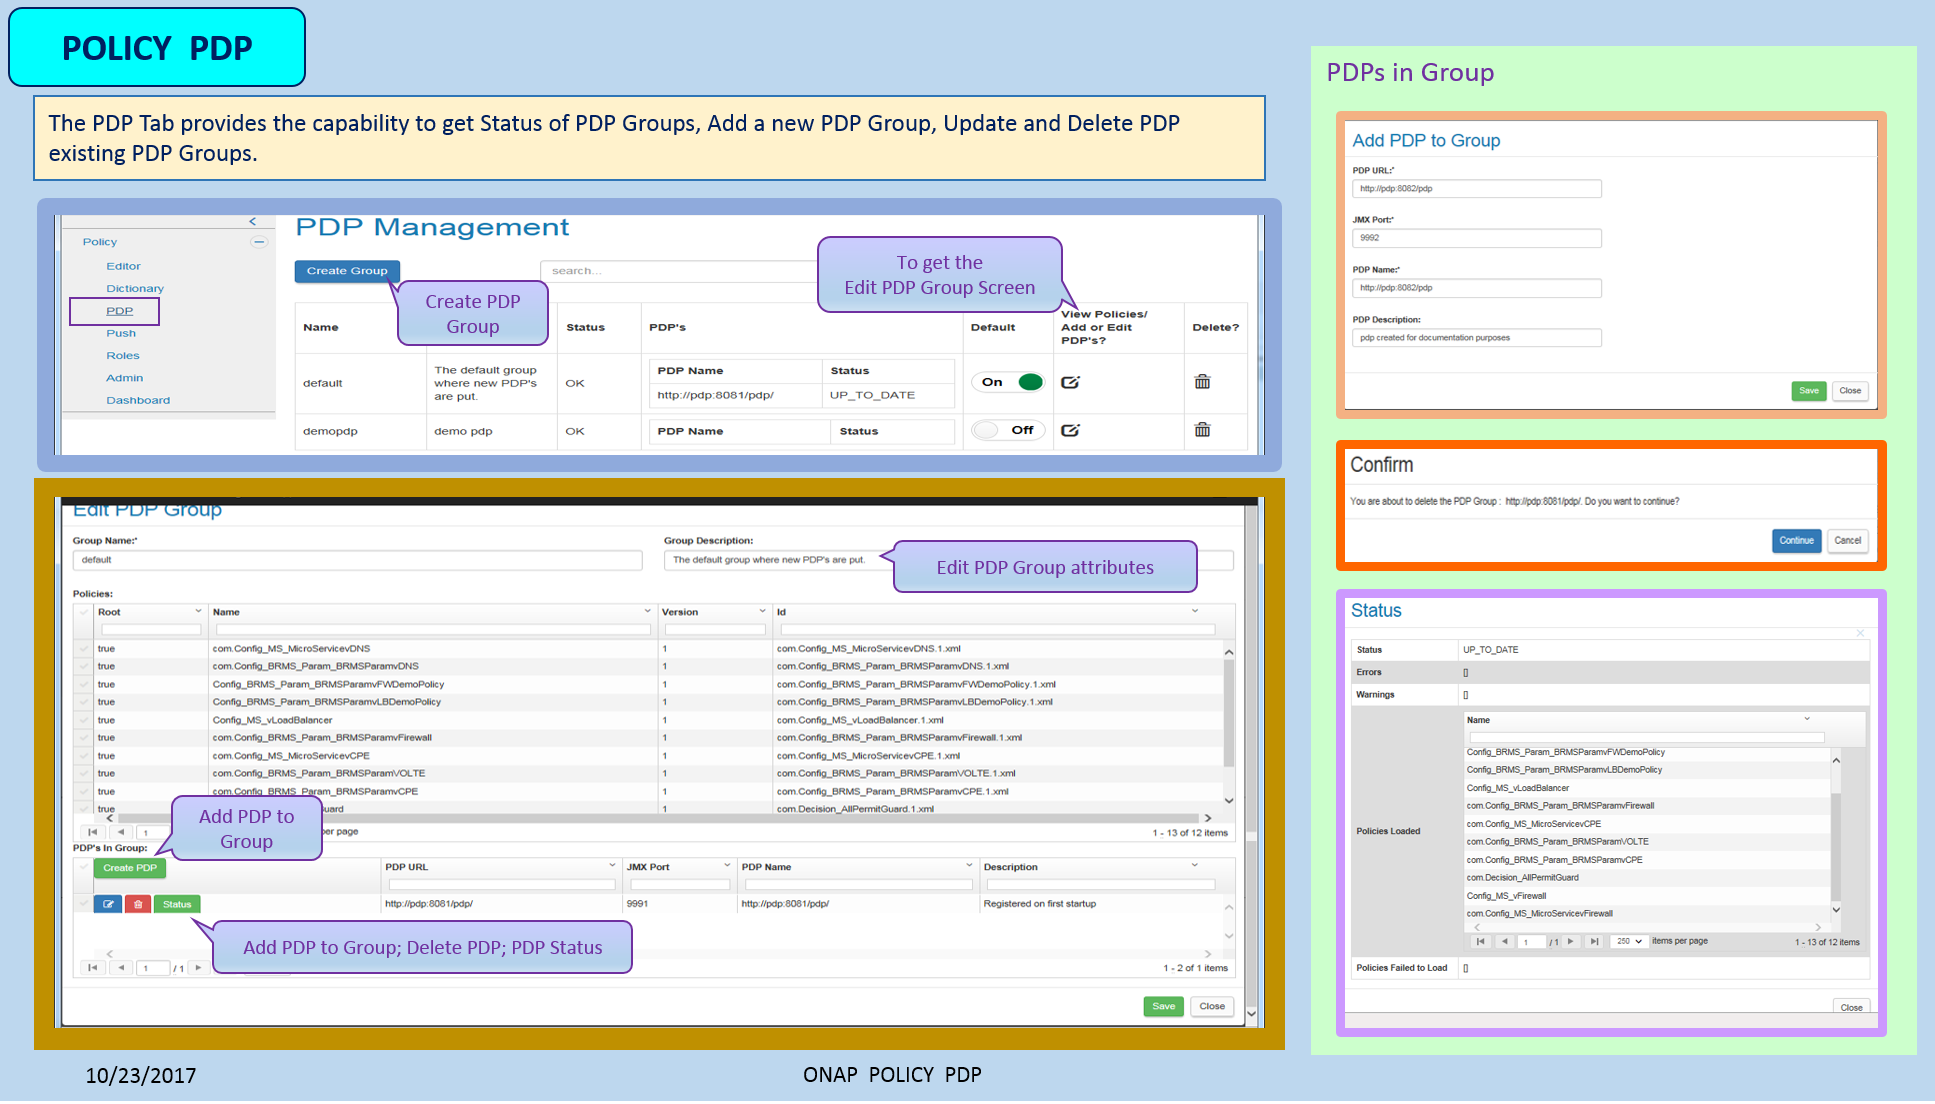 POLICY PDP
The PDP Tab provides the capability to get Status of PDP Groups, Add a new PDP Group, Update and Delete PDP
existing PDP Groups.
Policy
Editor
Dictionary
PDP
Push
Roles
Admin
Dashboard
PDP Management
Create Group
search...
Create PDP
Group
To get the
Edit PDP Group Screen
Name
Status
PDP's
Default
View Policies/
Add or Edit
PDP's?
Delete?
default
The default group
where new PDP's
are put.
OK
PDP Name
Status
http://pdp:8081/pdp/
UP_TO_DATE
On
demopdp
demo pdp
OK
PDP Name
Status
Off
Edit PDP Group
Group Name:*
default
Group Description:
The default group where new PDP's are put.
Edit PDP Group attributes
Policies:
Root Name Version Id
true com.Config_MS_MicroServicevDNS 1 com.Config_MS_MicroServicevDNS.1.xml
true com.Config_BRMS_Param_BRMSParamvDNS 1 com.Config_BRMS_Param_BRMSParamvDNS.1.xml
true Config_BRMS_Param_BRMSParamvFWDemoPolicy 1 com.Config_BRMS_Param_BRMSParamvFWDemoPolicy.1.xml
true Config_BRMS_Param_BRMSParamvLBDemoPolicy 1 com.Config_BRMS_Param_BRMSParamvLBDemoPolicy.1.xml
true Config_MS_vLoadBalancer 1 com.Config_MS_vLoadBalancer.1.xml
true com.Config_BRMS_Param_BRMSParamvFirewall 1 com.Config_BRMS_Param_BRMSParamvFirewall.1.xml
true com.Config_MS_MicroServicevCPE 1 com.Config_MS_MicroServicevCPE.1.xml
true com.Config_BRMS_Param_BRMSParamVOLTE 1 com.Config_BRMS_Param_BRMSParamVOLTE.1.xml
true com.Config_BRMS_Param_BRMSParamvCPE 1 com.Config_BRMS_Param_BRMSParamvCPE.1.xml
true uard 1 com.Decision_AllPermitGuard.1.xml
1 per page 1 - 13 of 12 items
Add PDP to
Group
PDP's In Group:
Create PDP
PDP URL JMX Port PDP Name Description
Status http://pdp:8081/pdp/ 9991 http://pdp:8081/pdp/ Registered on first startup
Add PDP to Group; Delete PDP; PDP Status
1 / 1 1 - 2 of 1 items
Save Close
PDPs in Group
Add PDP to Group
PDP URL:*
http://pdp:8082/pdp
JMX Port:*
9992
PDP Name:*
http://pdp:8082/pdp
PDP Description:
pdp created for documentation purposes
Save Close
Confirm
You are about to delete the PDP Group : http://pdp:8081/pdp/. Do you want to continue?
Continue Cancel
Status
Status UP_TO_DATE
Errors []
Warnings []
Policies Loaded
Name
Config_BRMS_Param_BRMSParamvFWDemoPolicy
Config_BRMS_Param_BRMSParamvLBDemoPolicy
Config_MS_vLoadBalancer
com.Config_BRMS_Param_BRMSParamvFirewall
com.Config_MS_MicroServicevCPE
com.Config_BRMS_Param_BRMSParamVOLTE
com.Config_BRMS_Param_BRMSParamvCPE
com.Decision_AllPermitGuard
Config_MS_vFirewall
com.Config_MS_MicroServicevFirewall
1 / 1 250 items per page 1 - 13 of 12 items
Policies Failed to Load []
Close
10/23/2017
ONAP POLICY PDP